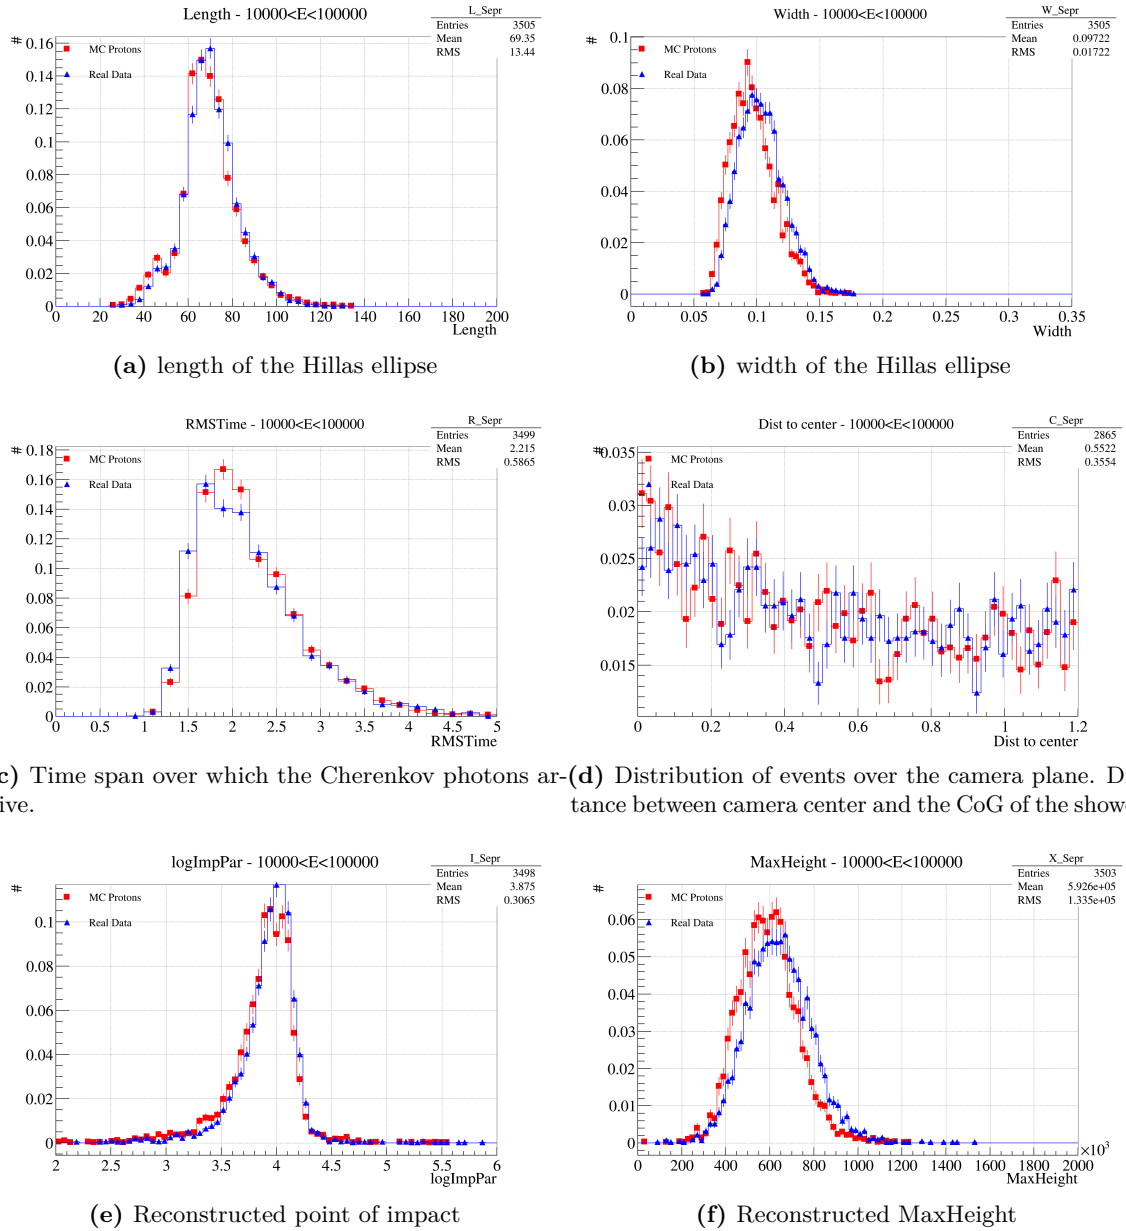 Length - 10000<E<100000
L_Sepr
Entries 3505
Mean 69.35
RMS 13.44
#
MC Protons
Real Data
0.16
0.14
0.12
0.1
0.08
0.06
0.04
0.02
0
0 20 40 60 80 100 120 140 160 180 200
Length
(a) length of the Hillas ellipse
Width - 10000<E<100000
W_Sepr
Entries 3505
Mean 0.09722
RMS 0.01722
#
MC Protons
Real Data
0.1
0.08
0.06
0.04
0.02
0
0 0.05 0.1 0.15 0.2 0.25 0.3 0.35
Width
(b) width of the Hillas ellipse
RMSTime - 10000<E<100000
R_Sepr
Entries 3499
Mean 2.215
RMS 0.5865
#
MC Protons
Real Data
0.18
0.16
0.14
0.12
0.1
0.08
0.06
0.04
0.02
0
0 0.5 1 1.5 2 2.5 3 3.5 4 4.5 5
RMSTime
c) Time span over which the Cherenkov photons ar-
ive.
Dist to center - 10000<E<100000
C_Sepr
Entries 2865
Mean 0.5522
RMS 0.3554
#
MC Protons
Real Data
0.035
0.03
0.025
0.02
0.015
0 0.2 0.4 0.6 0.8 1 1.2
Dist to center
(d) Distribution of events over the camera plane. D
tance between camera center and the CoG of the show
logImpPar - 10000<E<100000
I_Sepr
Entries 3498
Mean 3.875
RMS 0.3065
#
MC Protons
Real Data
0.1
0.08
0.06
0.04
0.02
0
2 2.5 3 3.5 4 4.5 5 5.5 6
logImpPar
(e) Reconstructed point of impact
MaxHeight - 10000<E<100000
X_Sepr
Entries 3503
Mean 5.926e+05
RMS 1.335e+05
#
MC Protons
Real Data
0.06
0.05
0.04
0.03
0.02
0.01
0
0 200 400 600 800 1000 1200 1400 1600 1800 2000
×10³
MaxHeight
(f) Reconstructed MaxHeight